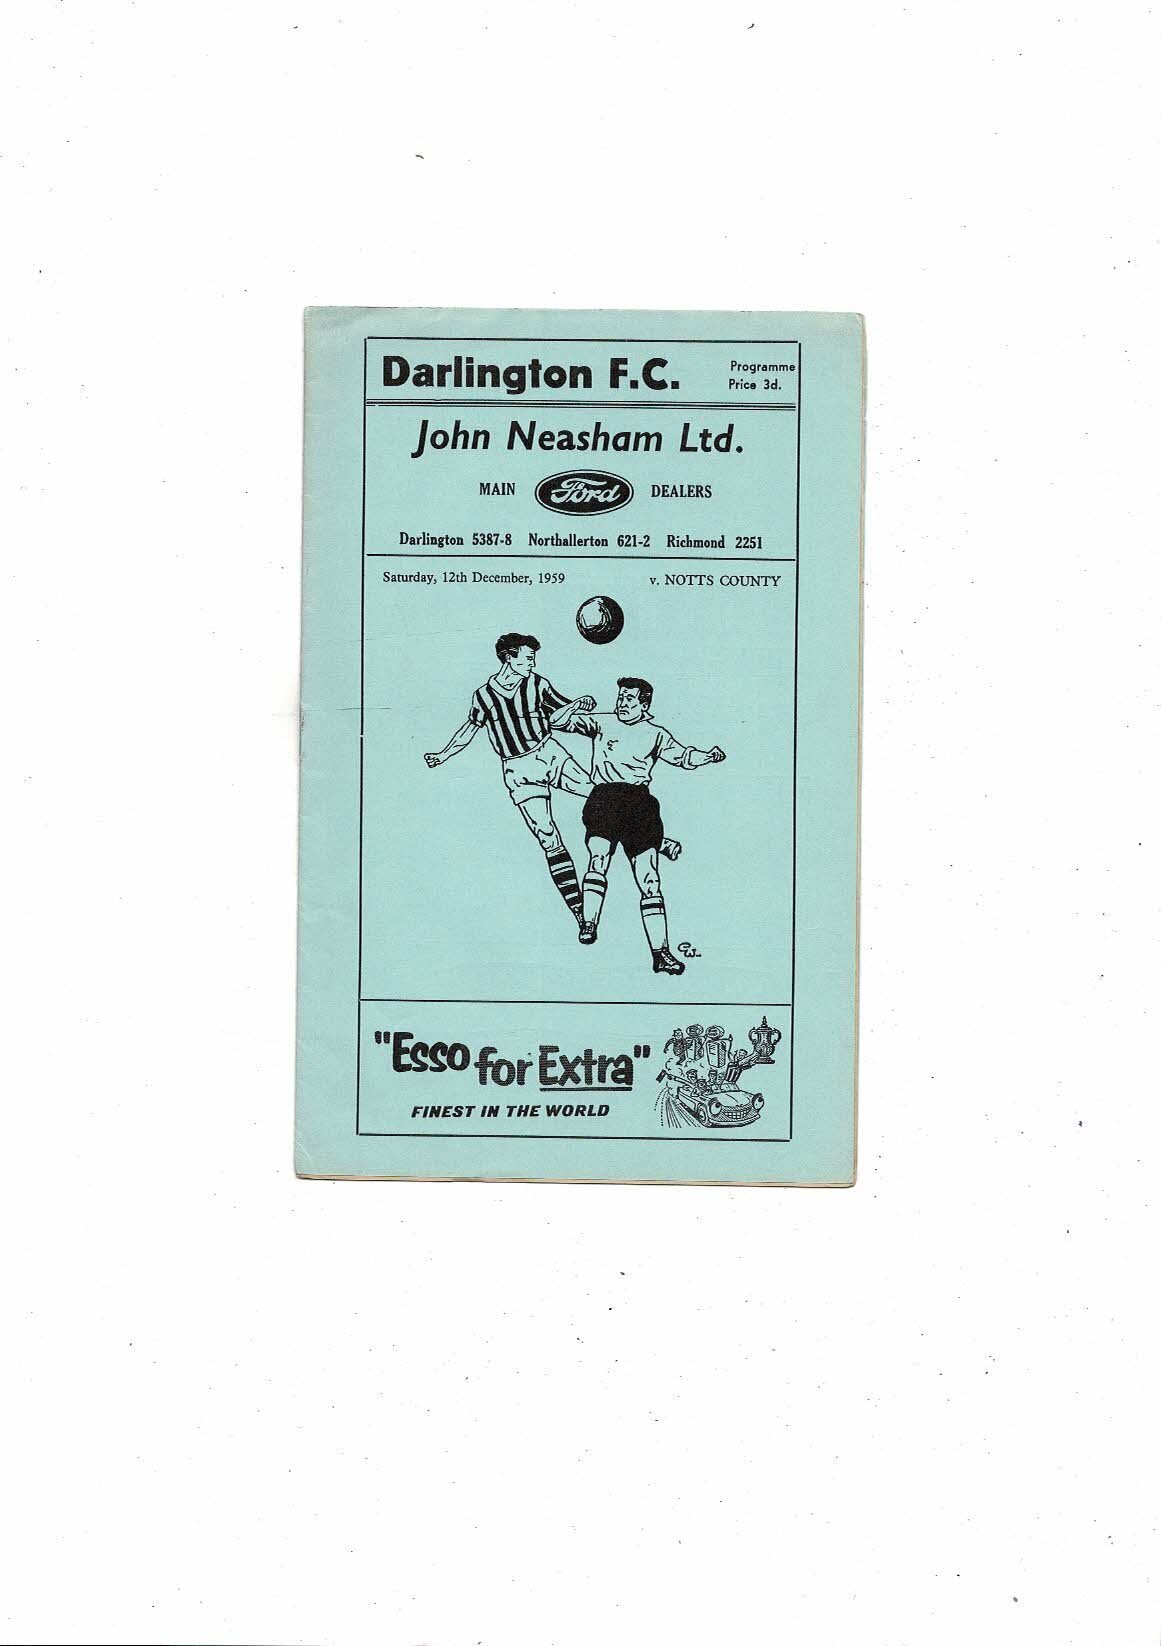 Darlington F.C.
Programme
Price 3d.
John Neasham Ltd.
MAIN Ford DEALERS
Darlington 5387-8 Northallerton 621-2 Richmond 2251
Saturday, 12th December, 1959 v. NOTTS COUNTY
CW
"Esso for Extra"
FINEST IN THE WORLD